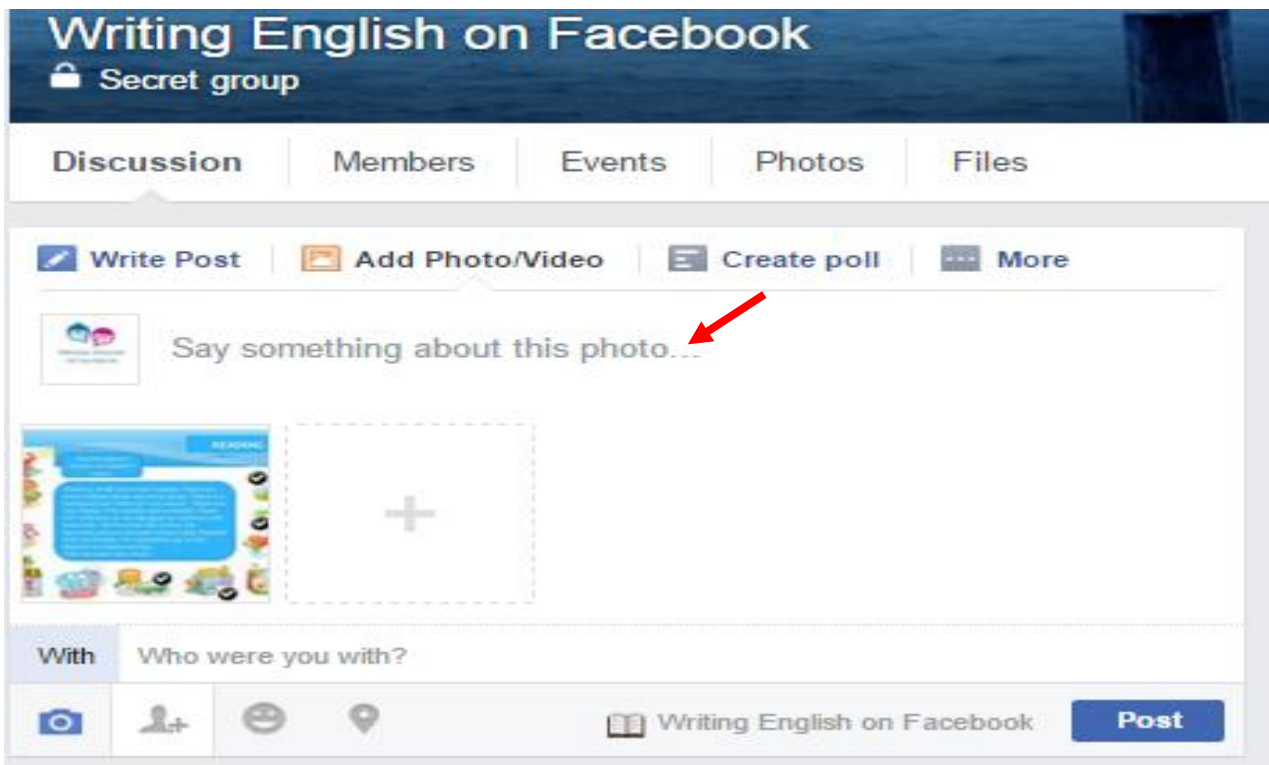 Writing English on Facebook
Secret group
Discussion Members Events Photos Files
Write Post Add Photo/Video Create poll More
Say something about this photo...
READING
With Who were you with?
Writing English on Facebook Post